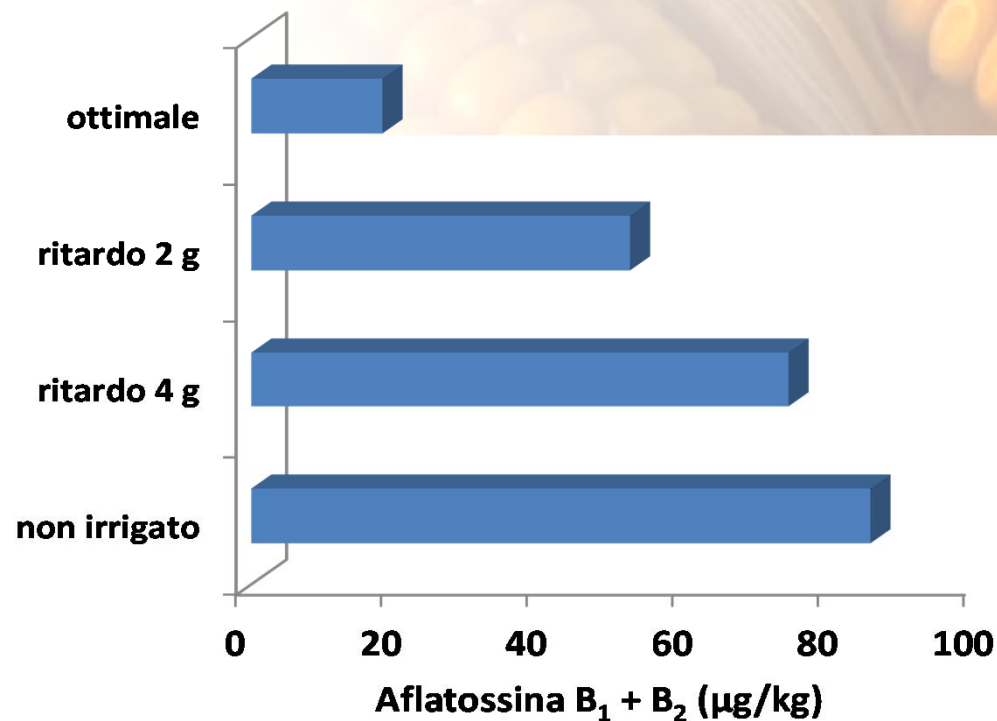 ottimale
ritardo 2 g
ritardo 4 g
non irrigato
0 20 40 60 80 100
Aflatossina B₁ + B₂ (µg/kg)